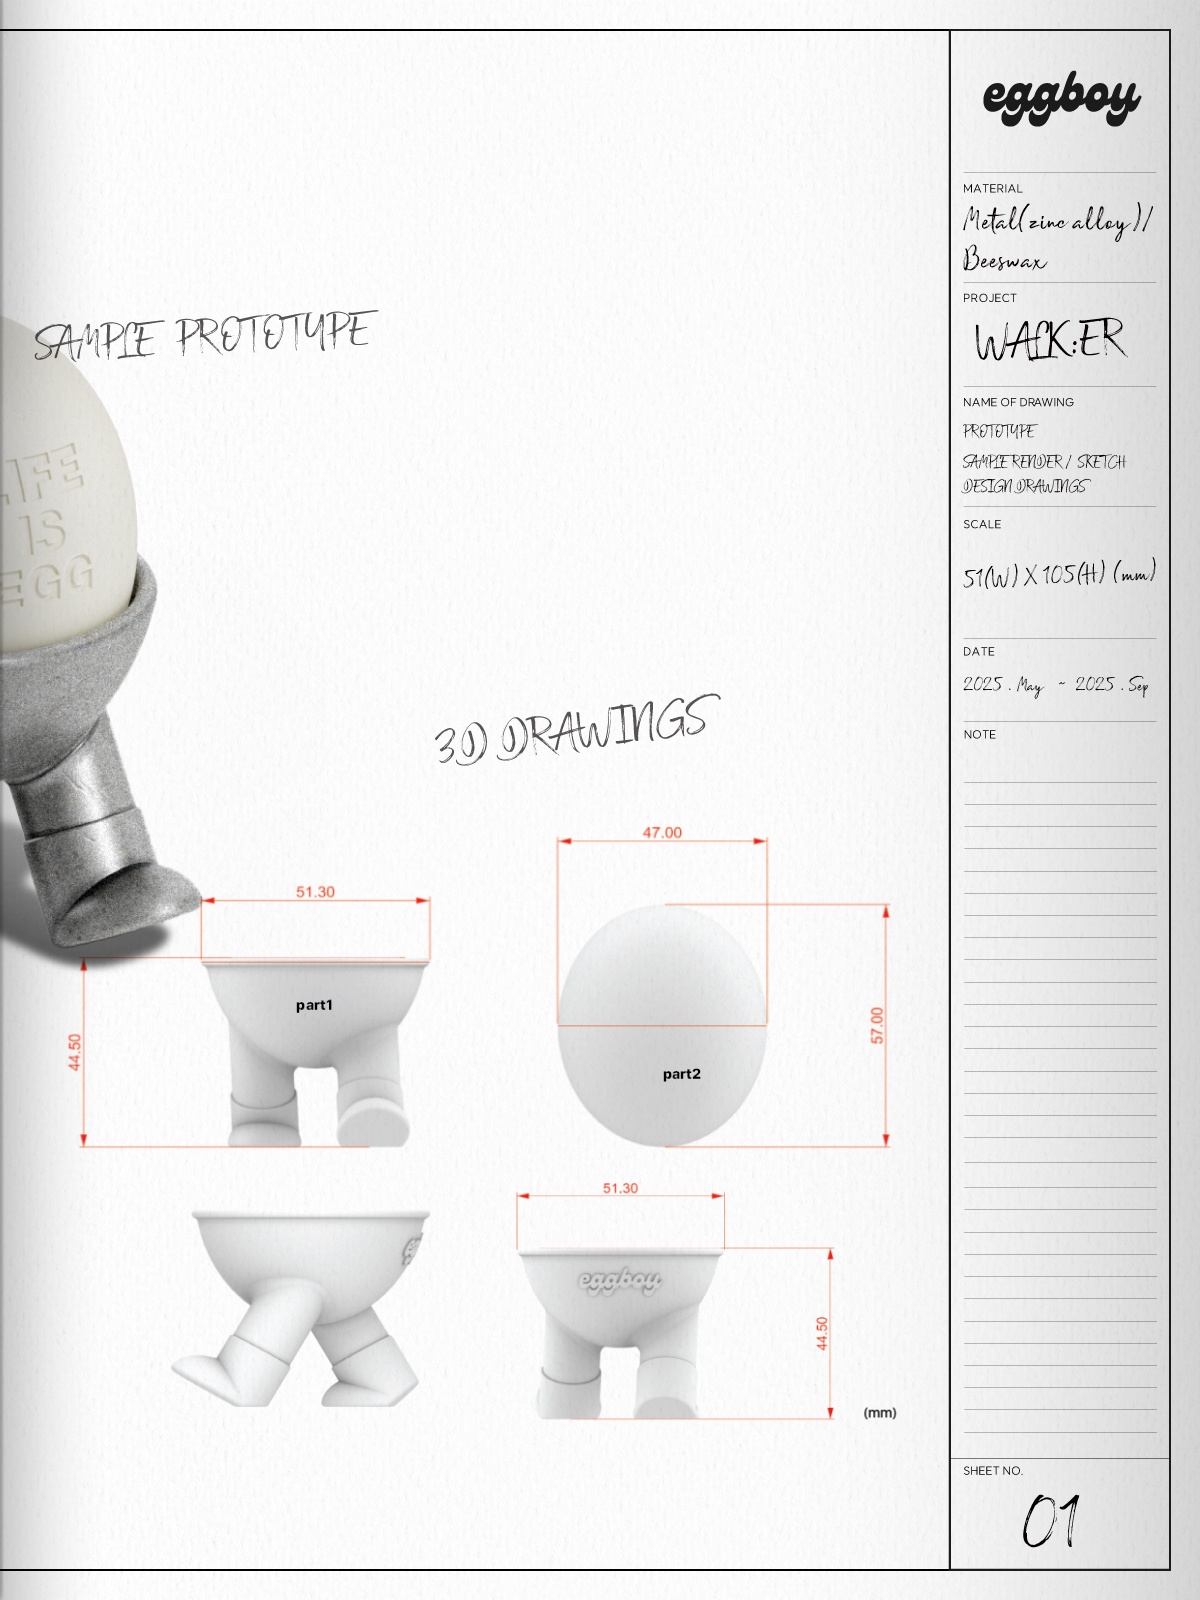 eggboy
MATERIAL
Metal(zinc alloy)/
Beeswax
PROJECT
WALK:ER
NAME OF DRAWING
PROTOTYPE
SAMPLE RENDER / SKETCH
DESIGN DRAWINGS
SCALE
51(W) X 105(H) (mm)
DATE
2025 . May ~ 2025 . Sep
NOTE
SHEET NO.
01
SAMPLE PROTOTYPE
LIFE
IS
EGG
3D DRAWINGS
47.00
51.30
part1
44.50
57.00
part2
51.30
eggboy
44.50
(mm)